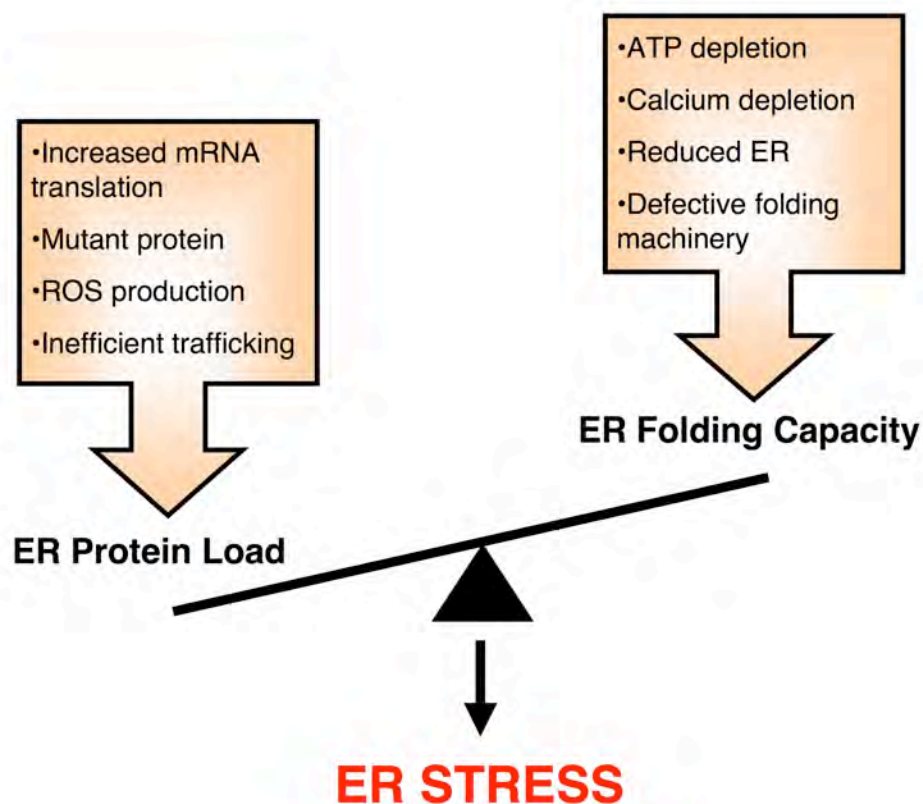 •Increased mRNA
translation
•Mutant protein
•ROS production
•Inefficient trafficking
ER Protein Load
•ATP depletion
•Calcium depletion
•Reduced ER
•Defective folding
machinery
ER Folding Capacity
ER STRESS